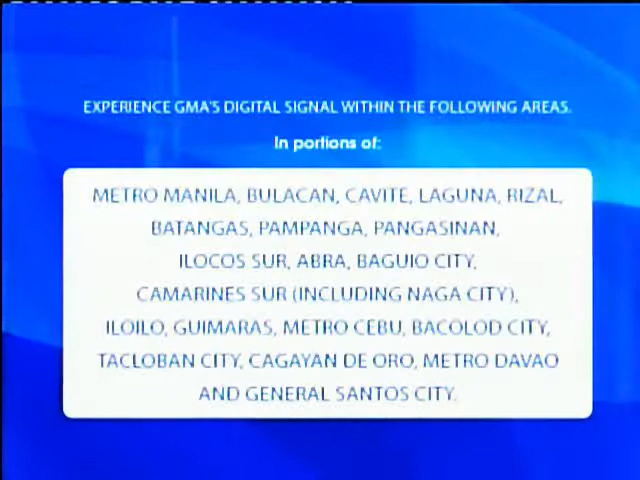 EXPERIENCE GMA'S DIGITAL SIGNAL WITHIN THE FOLLOWING AREAS.
In portions of:
METRO MANILA, BULACAN, CAVITE, LAGUNA, RIZAL,
BATANGAS, PAMPANGA, PANGASINAN,
ILOCOS SUR, ABRA, BAGUIO CITY,
CAMARINES SUR (INCLUDING NAGA CITY),
ILOILO, GUIMARAS, METRO CEBU, BACOLOD CITY,
TACLOBAN CITY, CAGAYAN DE ORO, METRO DAVAO
AND GENERAL SANTOS CITY.